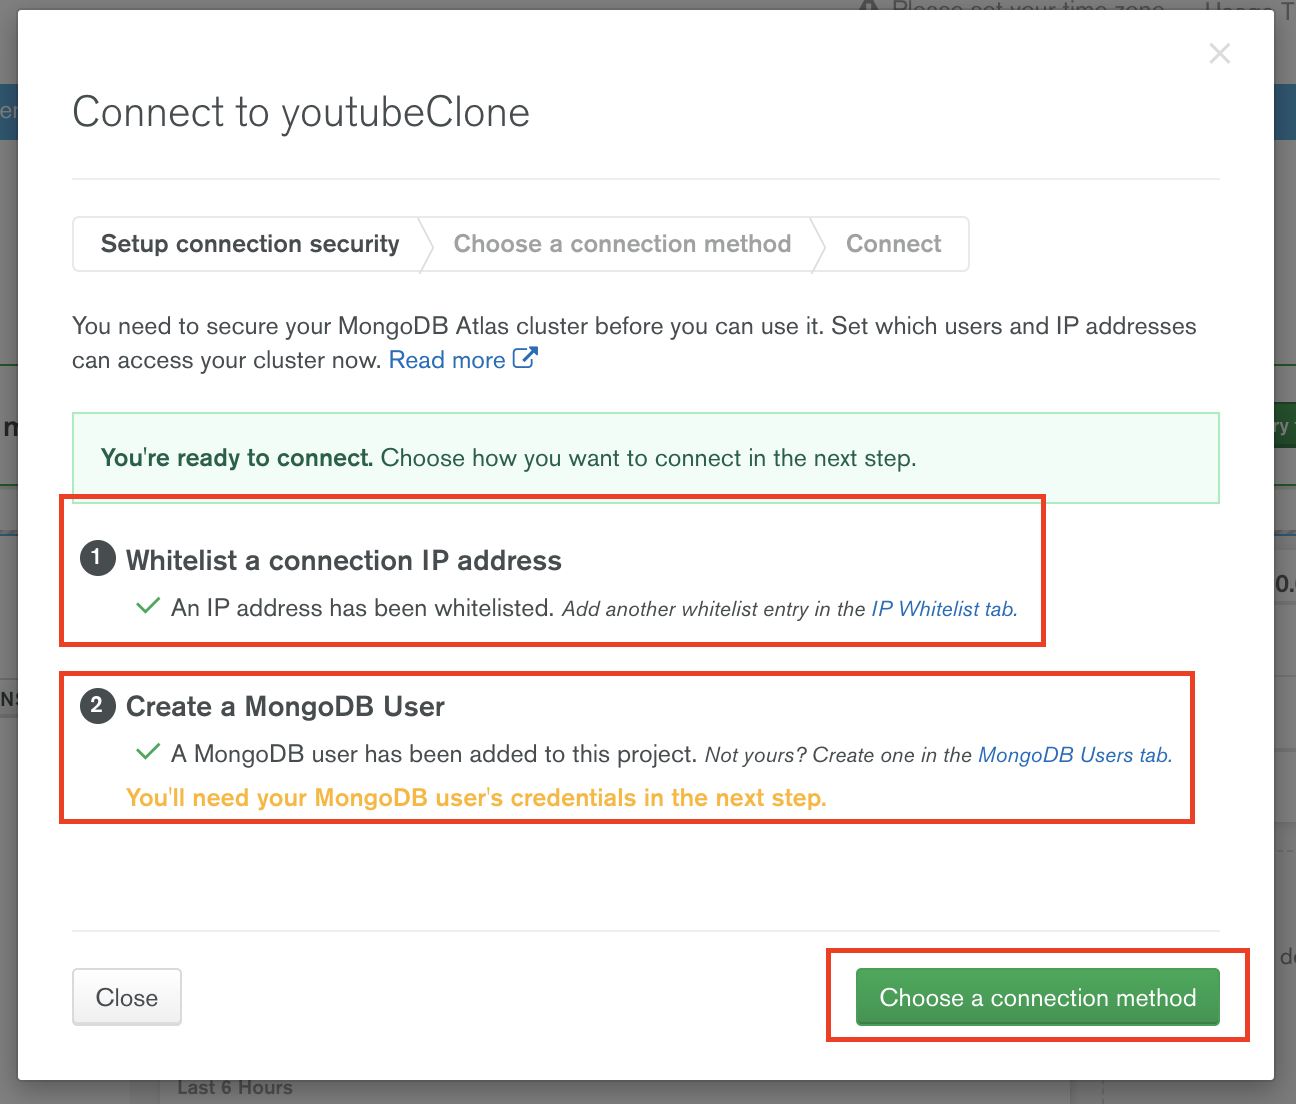 Please set your time zone
Connect to youtubeClone
Setup connection security
Choose a connection method
Connect
You need to secure your MongoDB Atlas cluster before you can use it. Set which users and IP addresses
can access your cluster now. Read more
You're ready to connect. Choose how you want to connect in the next step.
1 Whitelist a connection IP address
An IP address has been whitelisted. Add another whitelist entry in the IP Whitelist tab.
2 Create a MongoDB User
A MongoDB user has been added to this project. Not yours? Create one in the MongoDB Users tab.
You'll need your MongoDB user's credentials in the next step.
Close
Choose a connection method
Last 6 Hours